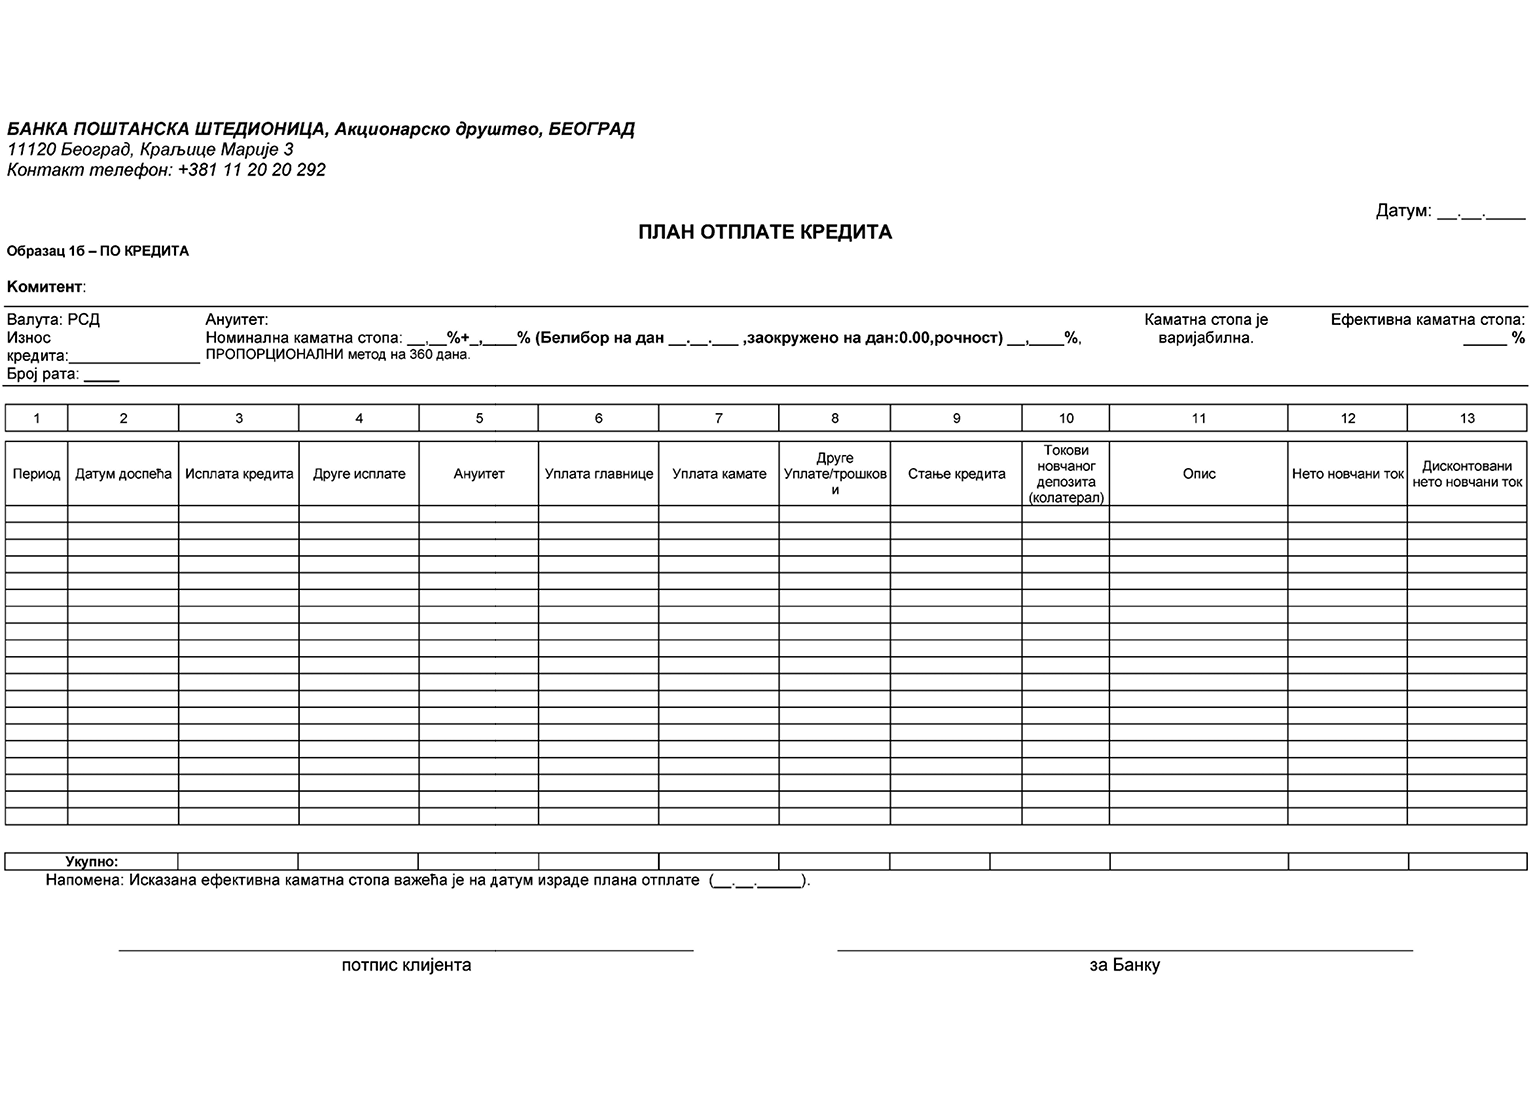 БАНКА ПОШТАНСКА ШТЕДИОНИЦА, Акционарско друштво, БЕОГРАД
11120 Београд, Краљице Марије 3
Контакт телефон: +381 11 20 20 292
Датум: __.__.____
ПЛАН ОТПЛАТЕ КРЕДИТА
Образац 1б – ПО КРЕДИТА
Комитент:
Валута: РСД
Износ
кредита:_______________
Број рата: ____
Ануитет:
Номинална каматна стопа: __,__%+_,____% (Белибор на дан __.__.___ ,заокружено на дан:0.00,рочност) __,____%,
ПРОПОРЦИОНАЛНИ метод на 360 дана.
Каматна стопа је
варијабилна.
Ефективна каматна стопа:
_____ %
1 2 3 4 5 6 7 8 9 10 11 12 13
Период
Датум доспећа
Исплата кредита
Друге исплате
Ануитет
Уплата главнице
Уплата камате
Друге
Уплате/трошков
и
Стање кредита
Токови
новчаног
депозита
(колатерал)
Опис
Нето новчани ток
Дисконтовани
нето новчани ток
Укупно:
Напомена: Исказана ефективна каматна стопа важећа је на датум израде плана отплате (__.__._____).
потпис клијента
за Банку